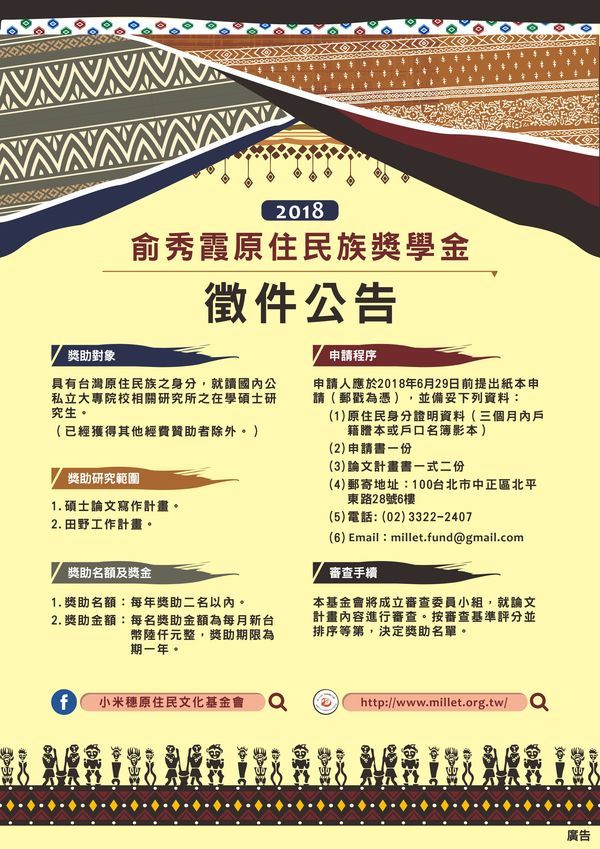 2018
俞秀霞原住民族獎學金
徵件公告
獎助對象
具有台灣原住民族之身分，就讀國內公
私立大專院校相關研究所之在學碩士研
究生。
（已經獲得其他經費贊助者除外。）
獎助研究範圍
1.碩士論文寫作計畫。
2.田野工作計畫。
獎助名額及獎金
1.獎助名額：每年獎助二名以內。
2.獎助金額：每名獎助金額為每月新台
幣陸仟元整，獎助期限為
期一年。
申請程序
申請人應於2018年6月29日前提出紙本申
請（郵戳為憑），並備妥下列資料：
(1)原住民身分證明資料（三個月內戶
籍謄本或戶口名簿影本）
(2)申請書一份
(3)論文計畫書一式二份
(4)郵寄地址：100台北市中正區北平
東路28號6樓
(5)電話:(02)3322-2407
(6)Email：millet.fund@gmail.com
審查手續
本基金會將成立審查委員小組，就論文
計畫內容進行審查。按審查基準評分並
排序等第，決定獎助名單。
f 小米穗原住民文化基金會
http://www.millet.org.tw/
廣告